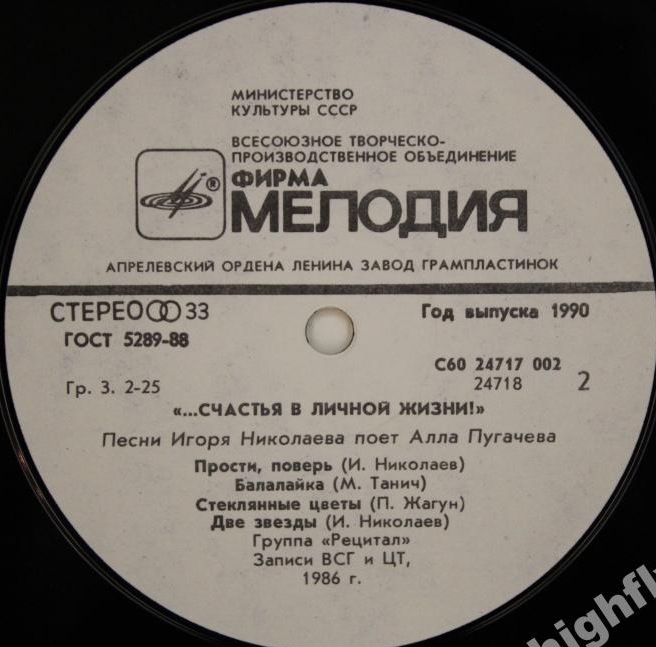 МИНИСТЕРСТВО
КУЛЬТУРЫ СССР
ВСЕСОЮЗНОЕ ТВОРЧЕСКО-
ПРОИЗВОДСТВЕННОЕ ОБЪЕДИНЕНИЕ
ФИРМА
® МЕЛОДИЯ
АПРЕЛЕВСКИЙ ОРДЕНА ЛЕНИНА ЗАВОД ГРАМПЛАСТИНОК
СТЕРЕО 33
Год выпуска 1990
ГОСТ 5289-88
С60 24717 002
Гр. 3. 2-25
24718 2
«...СЧАСТЬЯ В ЛИЧНОЙ ЖИЗНИ!»
Песни Игоря Николаева поет Алла Пугачева
Прости, поверь (И. Николаев)
Балалайка (М. Танич)
Стеклянные цветы (П. Жагун)
Две звезды (И. Николаев)
Группа «Рецитал»
Записи ВСГ и ЦТ,
1986 г.
highfl